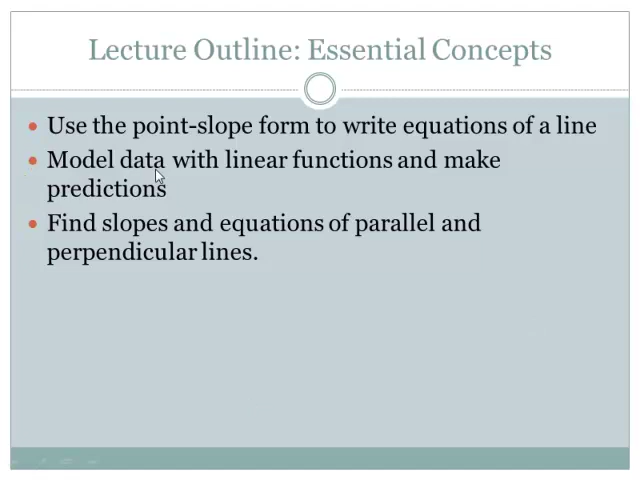 Lecture Outline: Essential Concepts
Use the point-slope form to write equations of a line
Model data with linear functions and make
predictions
Find slopes and equations of parallel and
perpendicular lines.